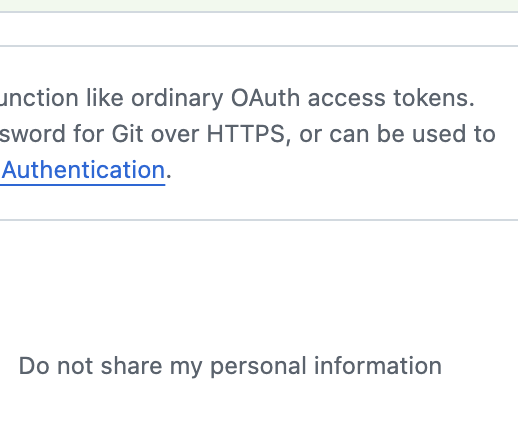 unction like ordinary OAuth access tokens.
sword for Git over HTTPS, or can be used to
Authentication.
Do not share my personal information